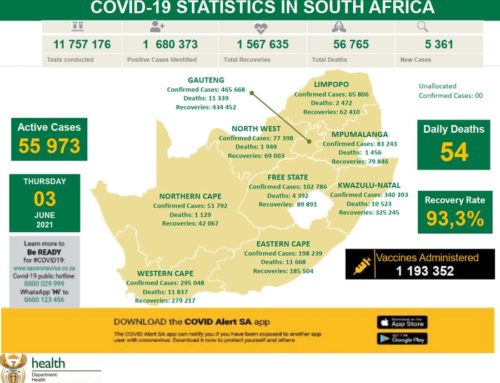 COVID-19 STATISTICS IN SOUTH AFRICA
11 757 176
Tests conducted
1 680 373
Positive Cases Identified
1 567 635
Total Recoveries
56 765
Total Deaths
5 361
New Cases
GAUTENG
Confirmed Cases: 465 668
Deaths: 11 339
Recoveries: 434 452
LIMPOPO
Confirmed Cases: 65 806
Deaths: 2 472
Recoveries: 62 410
Unallocated
Confirmed Cases: 00
Active Cases
55 973
NORTH WEST
Confirmed Cases: 77 398
Deaths: 1 949
Recoveries: 69 003
MPUMALANGA
Confirmed Cases: 83 243
Deaths: 1 456
Recoveries: 79 846
Daily Deaths
54
THURSDAY
03
JUNE
2021
FREE STATE
Confirmed Cases: 102 786
Deaths: 4 392
Recoveries: 89 891
KWAZULU-NATAL
Confirmed Cases: 340 393
Deaths: 10 523
Recoveries: 325 245
NORTHERN CAPE
Confirmed Cases: 51 792
Deaths: 1 129
Recoveries: 42 067
Recovery Rate
93,3%
EASTERN CAPE
Confirmed Cases: 198 239
Deaths: 11 668
Recoveries: 185 504
Learn more to
Be READY
for #COVID19:
www.sacoronavirus.co.za
Covid-19 public hotline
0800 029 999
WhatsApp 'Hi' to
0600 123 456
WESTERN CAPE
Confirmed Cases: 295 048
Deaths: 11 837
Recoveries: 279 217
Vaccines Administered
1 193 352
DOWNLOAD the COVID Alert SA app
The COVID Alert SA app can notify you if you have been exposed to another app
user with coronavirus. Download it now to protect yourself and others
App Store
Google Play
health
Department:
Health